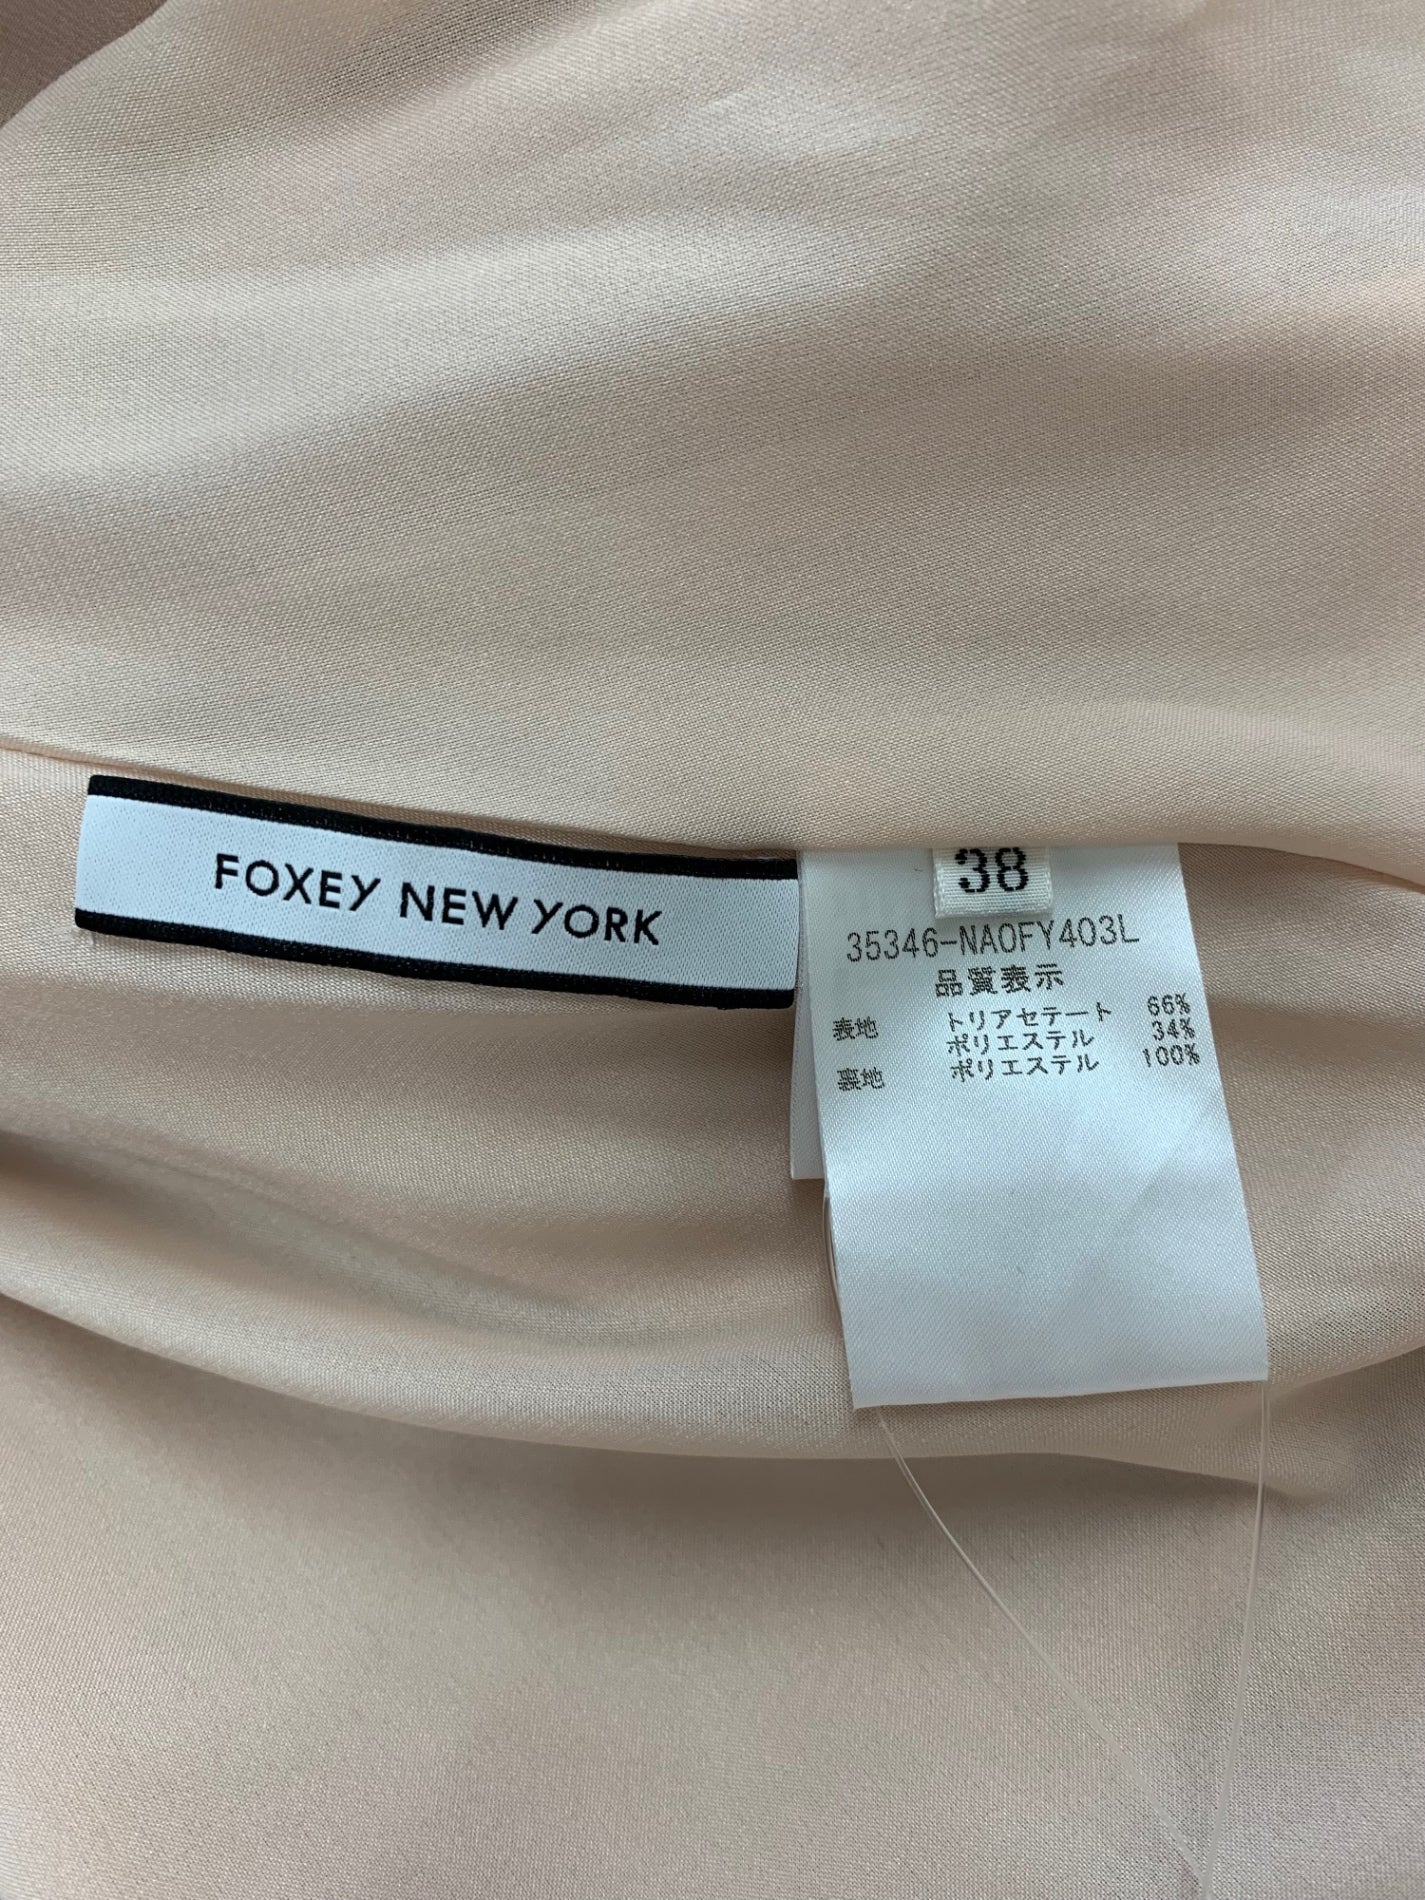 FOXEY NEW YORK
38
35346-NAOFY403L
品質表示
表地 トリアセテート 66%
ポリエステル 34%
裏地 ポリエステル 100%